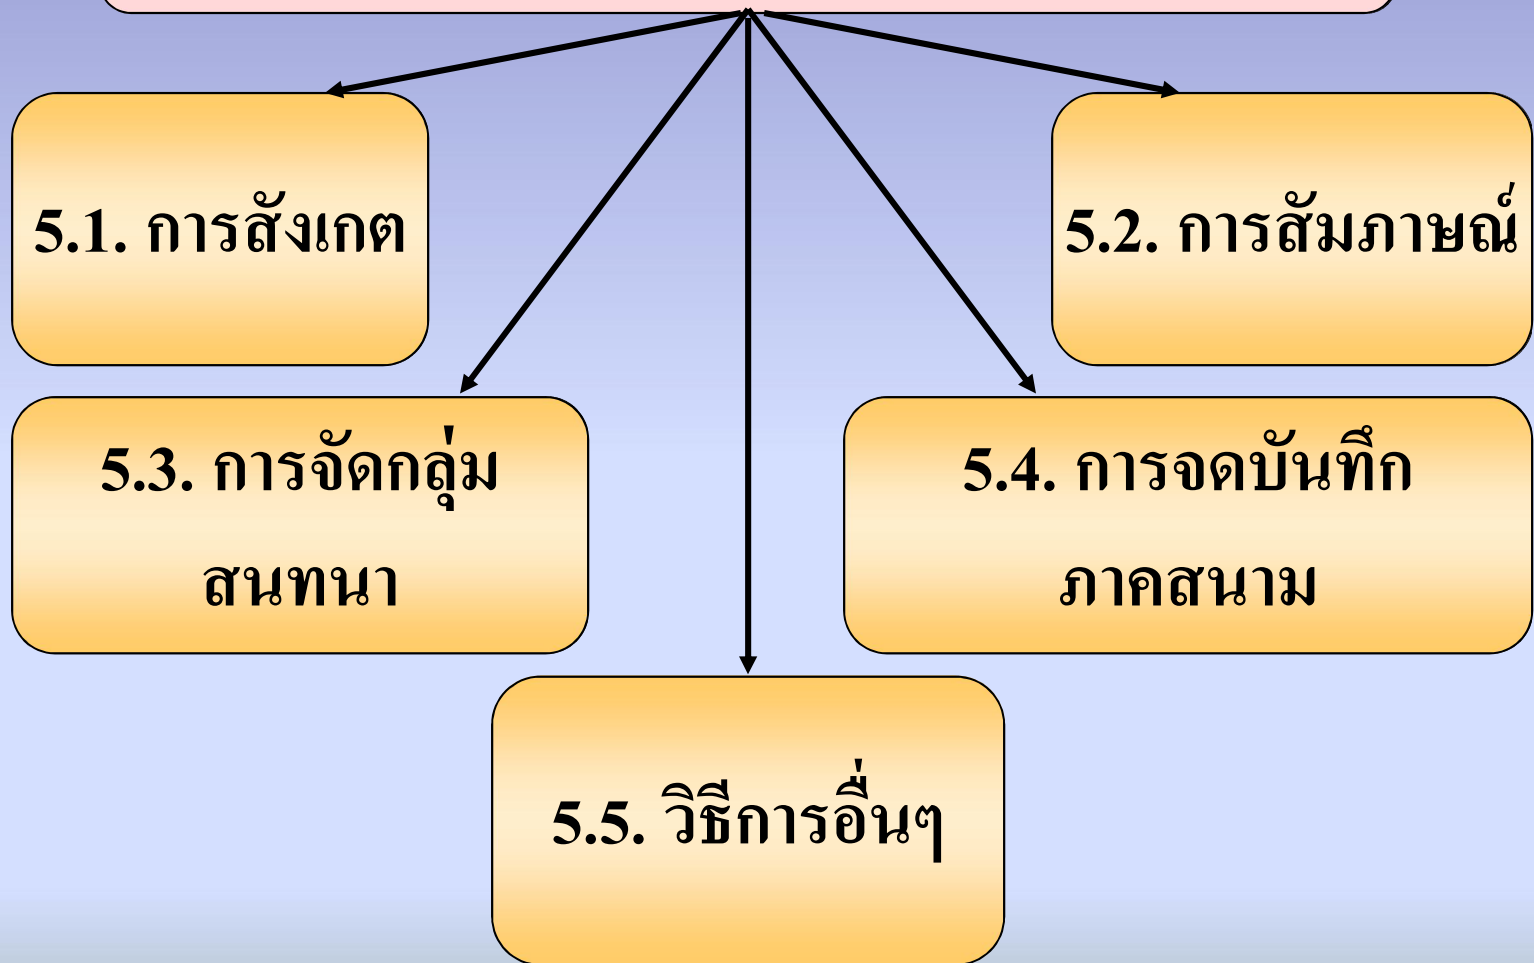 5.1. การสังเกต
5.2. การสัมภาษณ์
5.3. การจัดกลุ่ม
สนทนา
5.4. การจดบันทึก
ภาคสนาม
5.5. วิธีการอื่นๆ